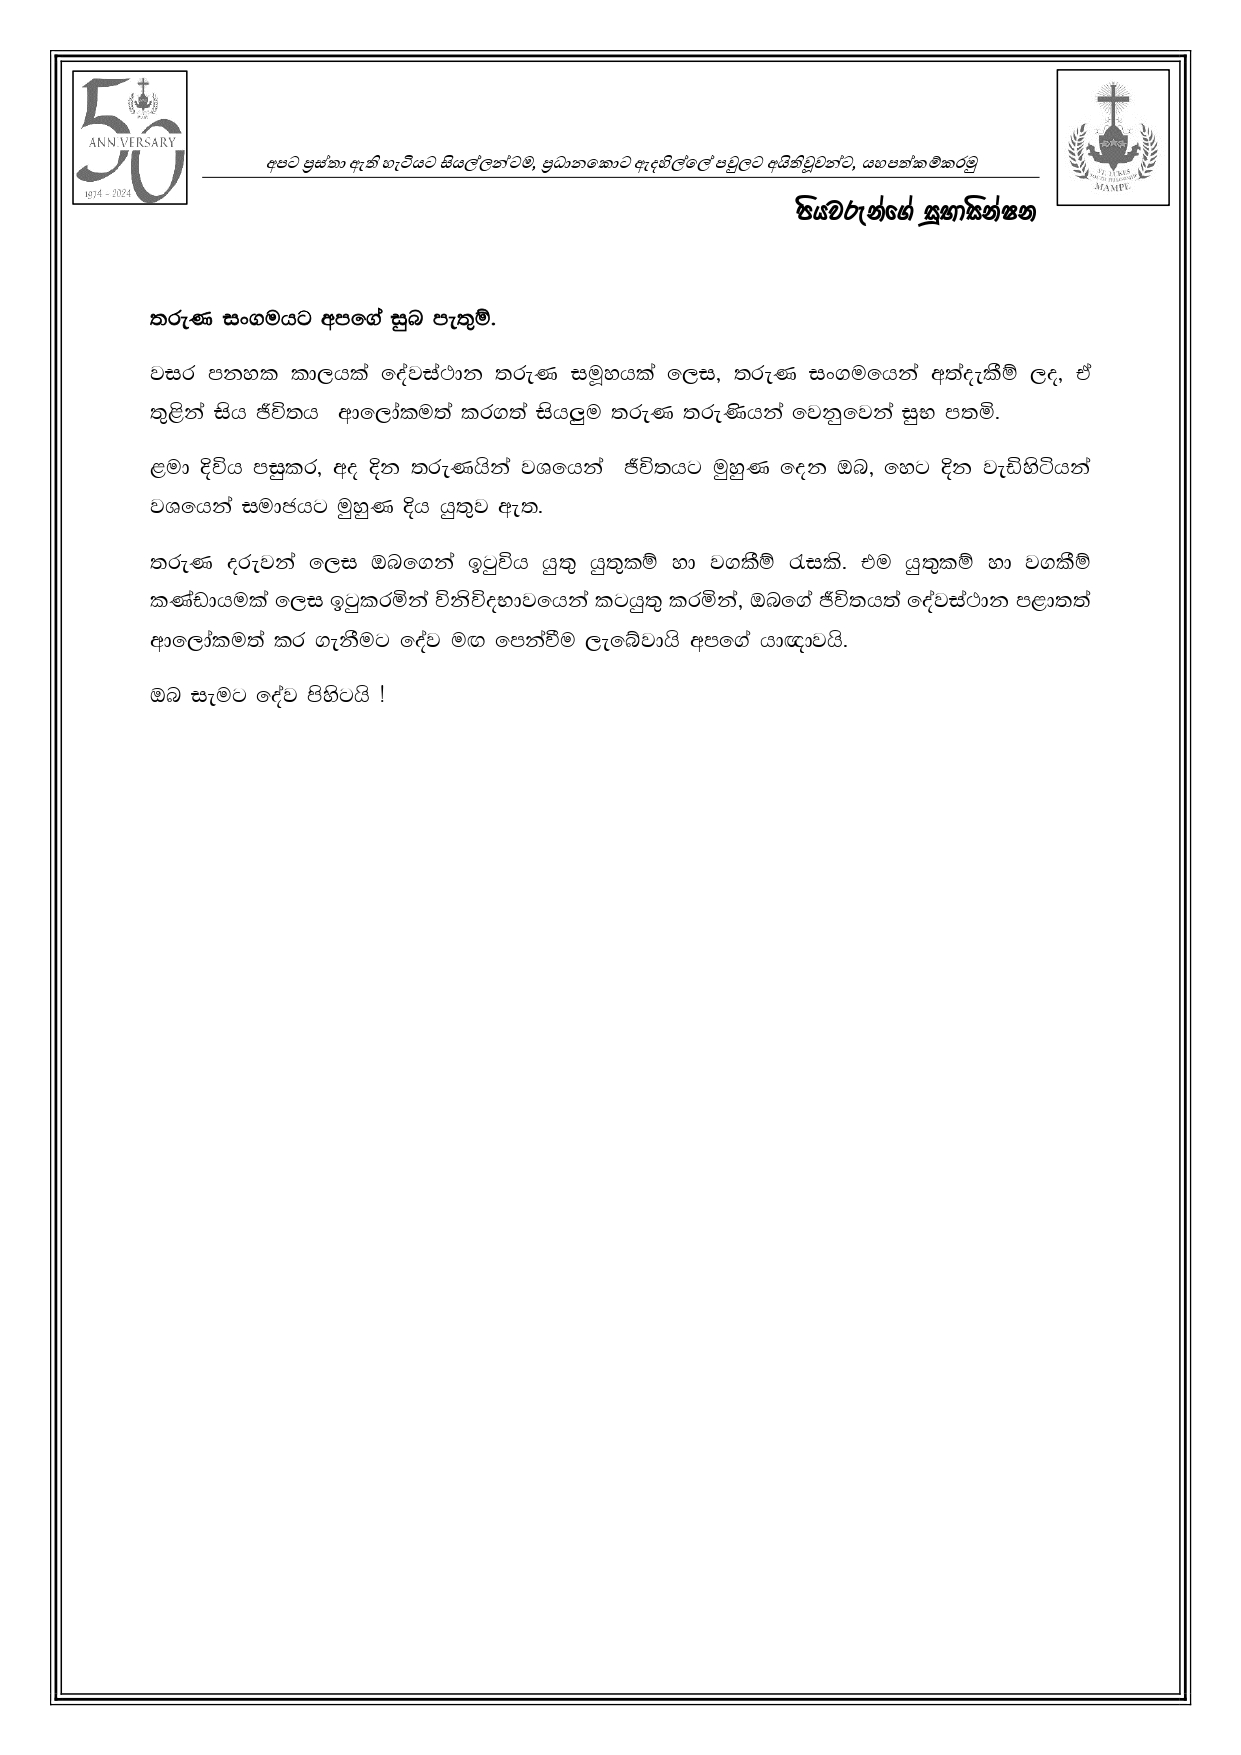 50
ANNIVERSARY
1974 - 2024
අපට ප්‍රස්තා ඇති හැටියට සියල්ලන්ටම, ප්‍රධානකොට ඇදහිල්ලේ පවුලට අයිතිවූවන්ට, යහපත්කම්කරමු
ST. LUKES
YOUTH FELLOWSHIP
MAMPE
පියවරුන්ගේ සුභාසින්ෂන
තරුණ සංගමයට අපගේ සුබ පැතුම්.
වසර පනහක කාලයක් දේවස්ථාන තරුණ සමූහයක් ලෙස, තරුණ සංගමයෙන් අත්දැකීම් ලද, ඒ
තුළින් සිය ජීවිතය ආලෝකමත් කරගත් සියලුම තරුණ තරුණියන් වෙනුවෙන් සුභ පතමි.
ළමා දිවිය පසුකර, අද දින තරුණයින් වශයෙන් ජීවිතයට මුහුණ දෙන ඔබ, හෙට දින වැඩිහිටියන්
වශයෙන් සමාජයට මුහුණ දිය යුතුව ඇත.
තරුණ දරුවන් ලෙස ඔබගෙන් ඉටුවිය යුතු යුතුකම් හා වගකීම් රැසකි. එම යුතුකම් හා වගකීම්
කණ්ඩායමක් ලෙස ඉටුකරමින් විනිවිදභාවයෙන් කටයුතු කරමින්, ඔබගේ ජීවිතයත් දේවස්ථාන පළාතත්
ආලෝකමත් කර ගැනීමට දේව මඟ පෙන්වීම ලැබේවායි අපගේ යාඥාවයි.
ඔබ සැමට දේව පිහිටයි !